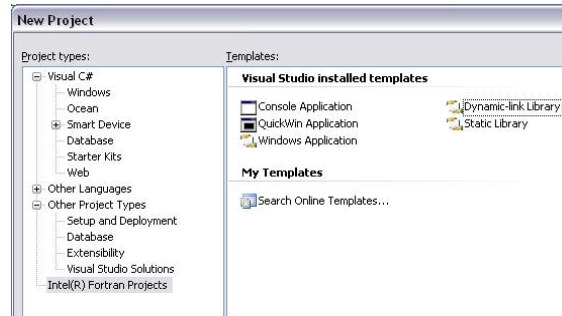 New Project
Project types:
Visual C#
Windows
Ocean
Smart Device
Database
Starter Kits
Web
Other Languages
Other Project Types
Setup and Deployment
Database
Extensibility
Visual Studio Solutions
Intel(R) Fortran Projects
Templates:
Visual Studio installed templates
Console Application
Dynamic-link Library
QuickWin Application
Static Library
Windows Application
My Templates
Search Online Templates...